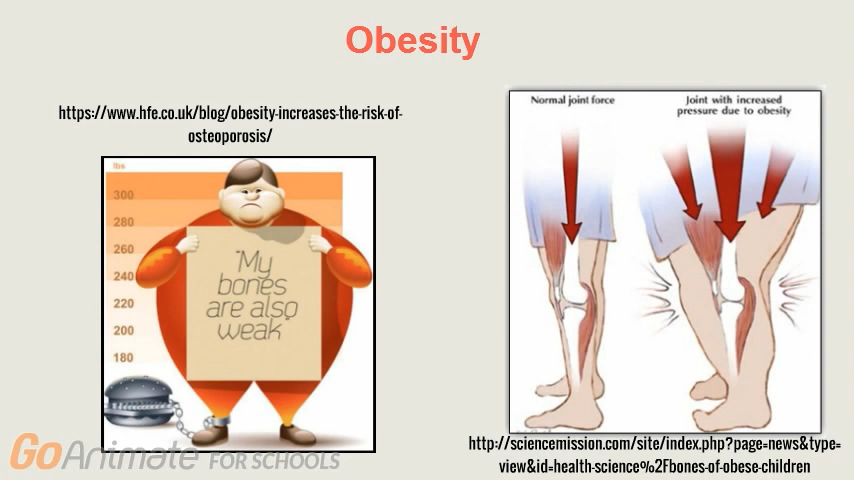 Obesity
https://www.hfe.co.uk/blog/obesity-increases-the-risk-of-
osteoporosis/
lbs
300
280
260
240
220
200
180
"My
bones
are also
weak"
Normal joint force
Joint with increased
pressure due to obesity
http://sciencemission.com/site/index.php?page=news&type=
view&id=health-science%2Fbones-of-obese-children
GoAnimate FOR SCHOOLS